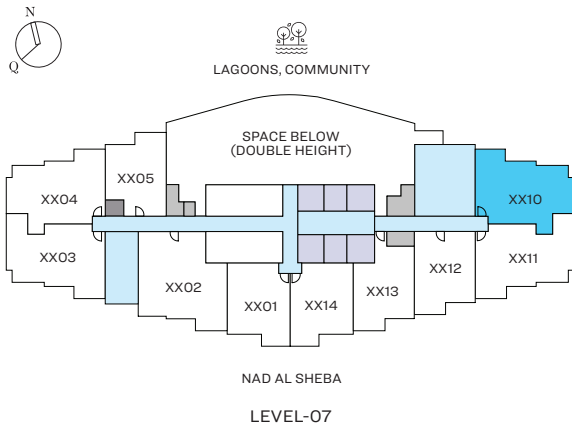 N
Q
LAGOONS, COMMUNITY
SPACE BELOW
(DOUBLE HEIGHT)
XX05
XX04
XX10
XX03
XX02
XX01
XX14
XX13
XX12
XX11
NAD AL SHEBA
LEVEL-07